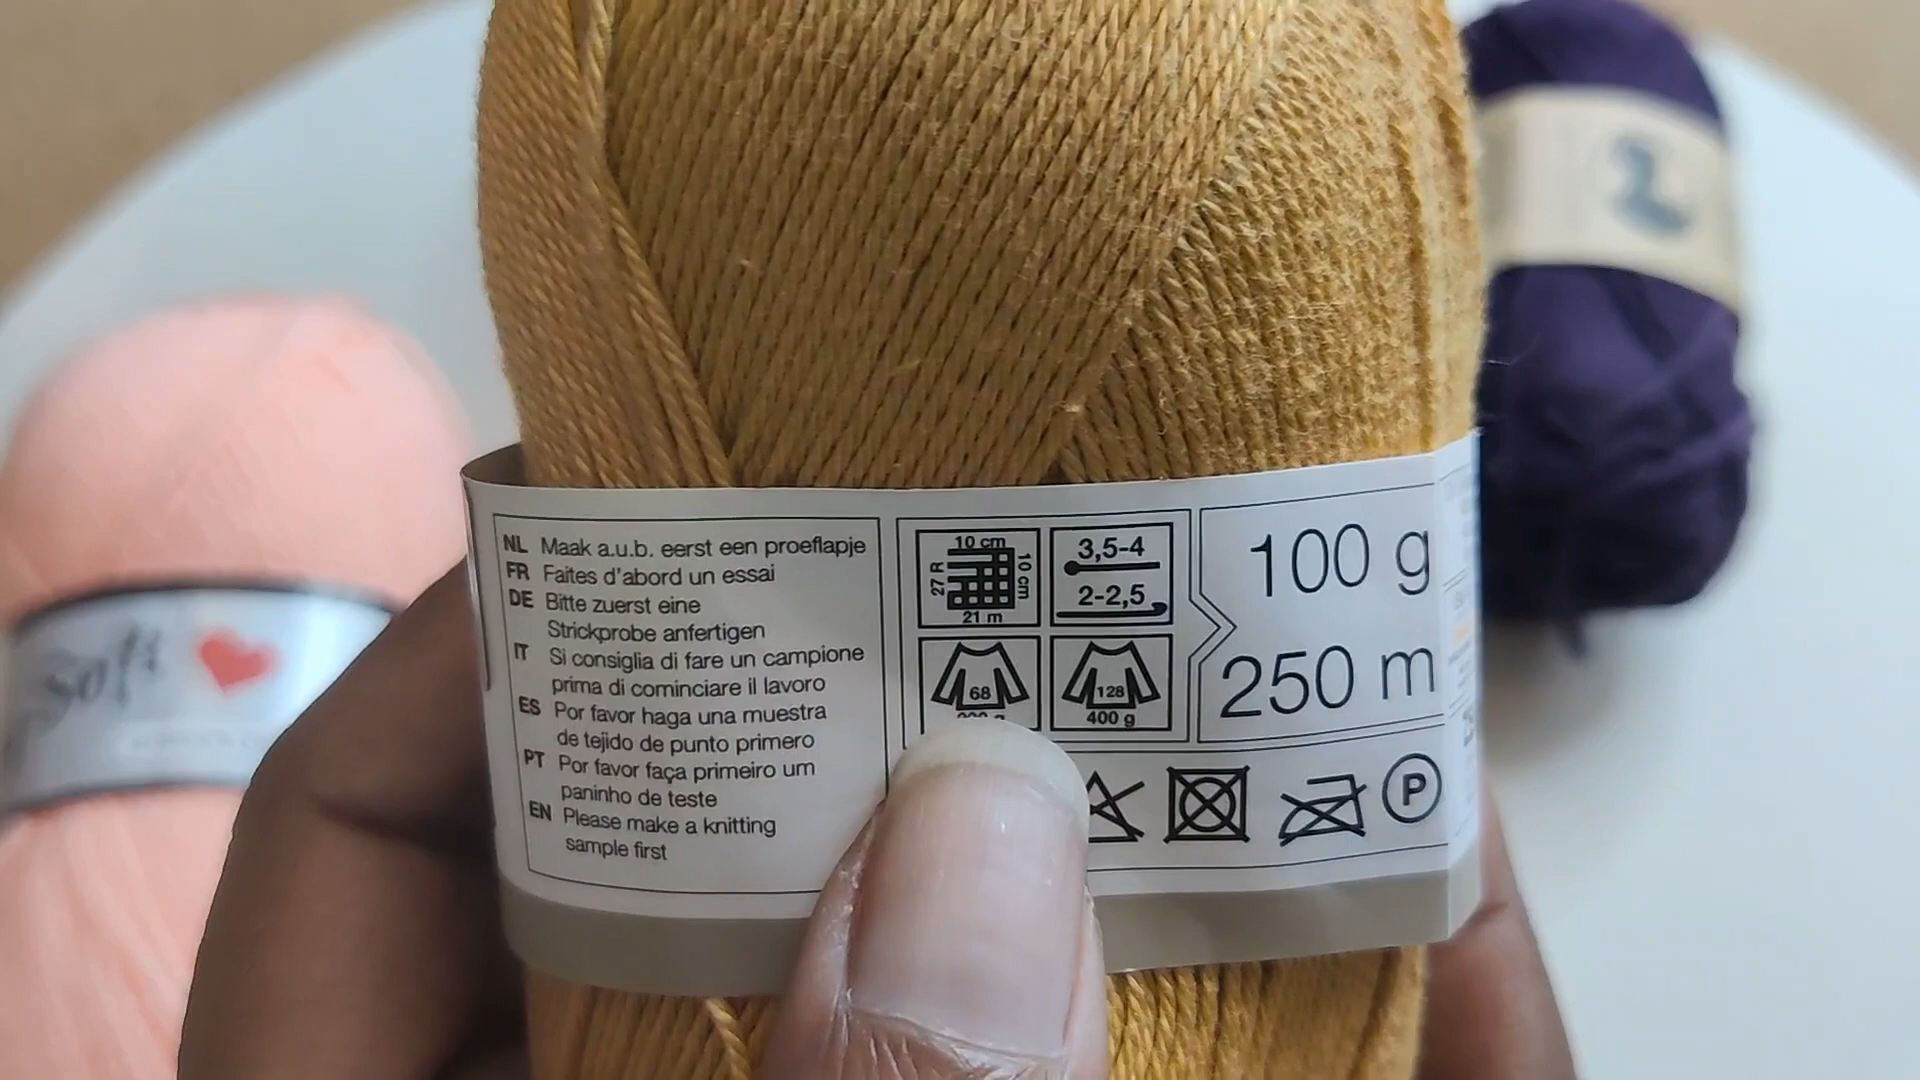 NL Maak a.u.b. eerst een proeflapje
FR Faites d'abord un essai
DE Bitte zuerst eine
Strickprobe anfertigen
IT Si consiglia di fare un campione
prima di cominciare il lavoro
ES Por favor haga una muestra
de tejido de punto primero
PT Por favor faça primeiro um
paninho de teste
EN Please make a knitting
sample first
10 cm
27 R
10 cm
21 m
3,5-4
2-2,5
68
128
400 g
100 g
250 m
P
Soft